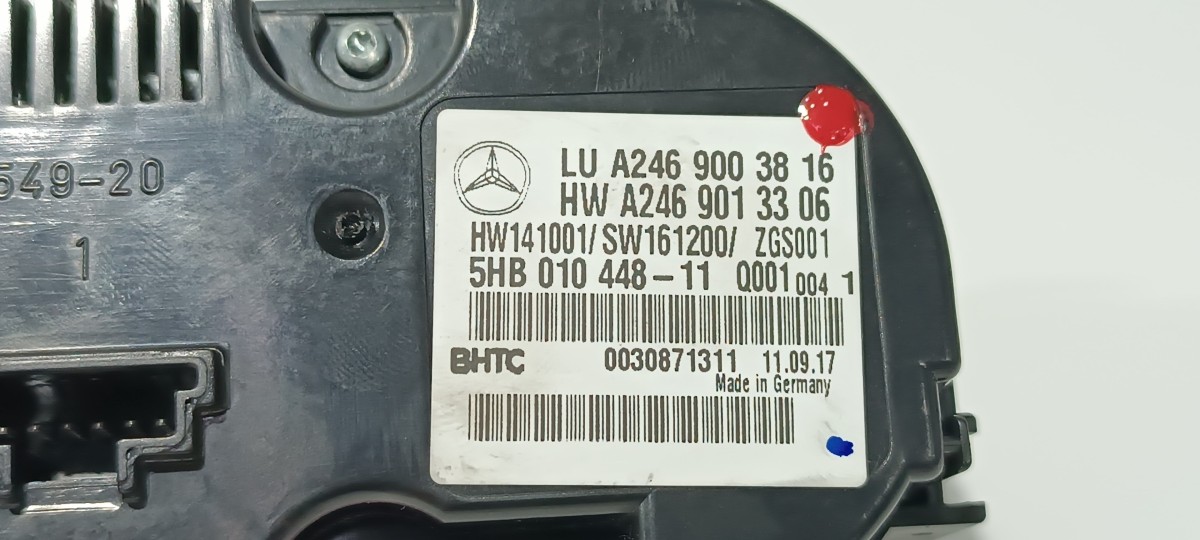 549-20
1
LU A246 900 38 16
HW A246 901 33 06
HW141001/SW161200/ ZGS001
5HB 010 448-11 Q001 004 1
BHTC 0030871311 11.09.17
Made in Germany